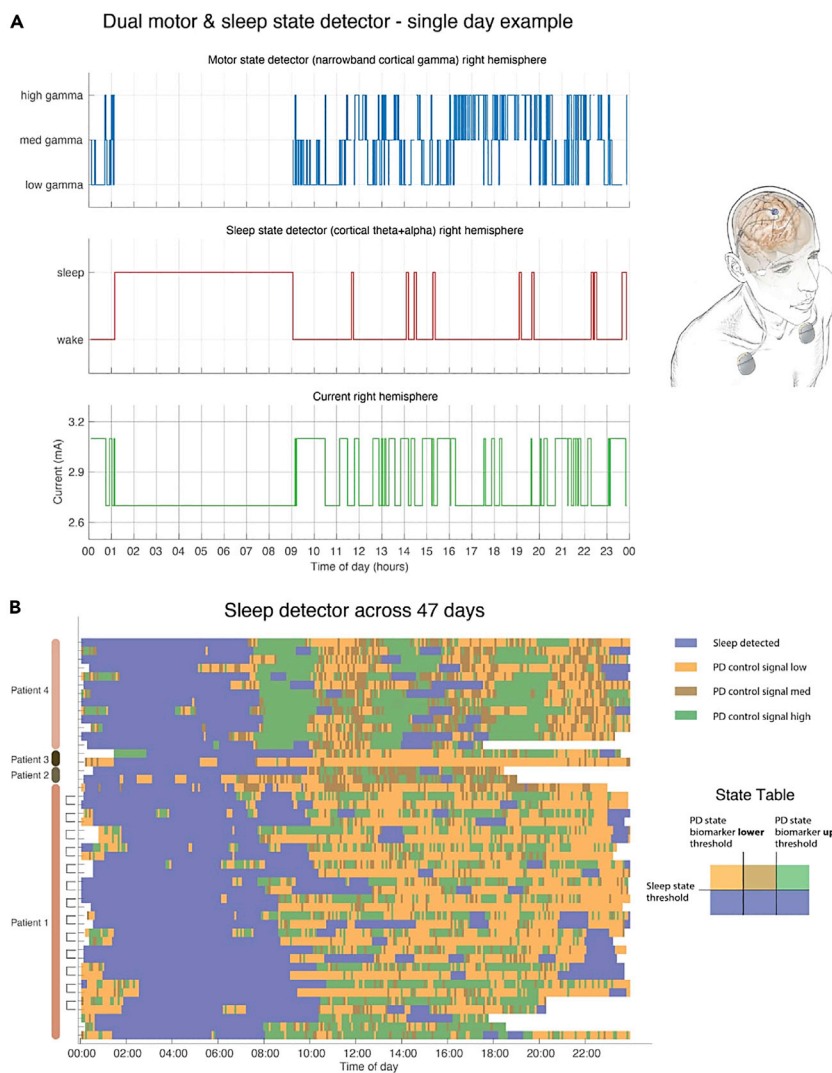 A
Dual motor & sleep state detector - single day example
Motor state detector (narrowband cortical gamma) right hemisphere
high gamma
med gamma
low gamma
Sleep state detector (cortical theta+alpha) right hemisphere
sleep
wake
Current right hemisphere
Current (mA)
3.2
2.9
2.6
00 01 02 03 04 05 06 07 08 09 10 11 12 13 14 15 16 17 18 19 20 21 22 23 00
Time of day (hours)
B
Sleep detector across 47 days
Patient 4
Patient 3
Patient 2
Patient 1
00:00 02:00 04:00 06:00 08:00 10:00 12:00 14:00 16:00 18:00 20:00 22:00
Time of day
Sleep detected
PD control signal low
PD control signal med
PD control signal high
State Table
PD state PD state
biomarker lower biomarker up
threshold threshold
Sleep state
threshold